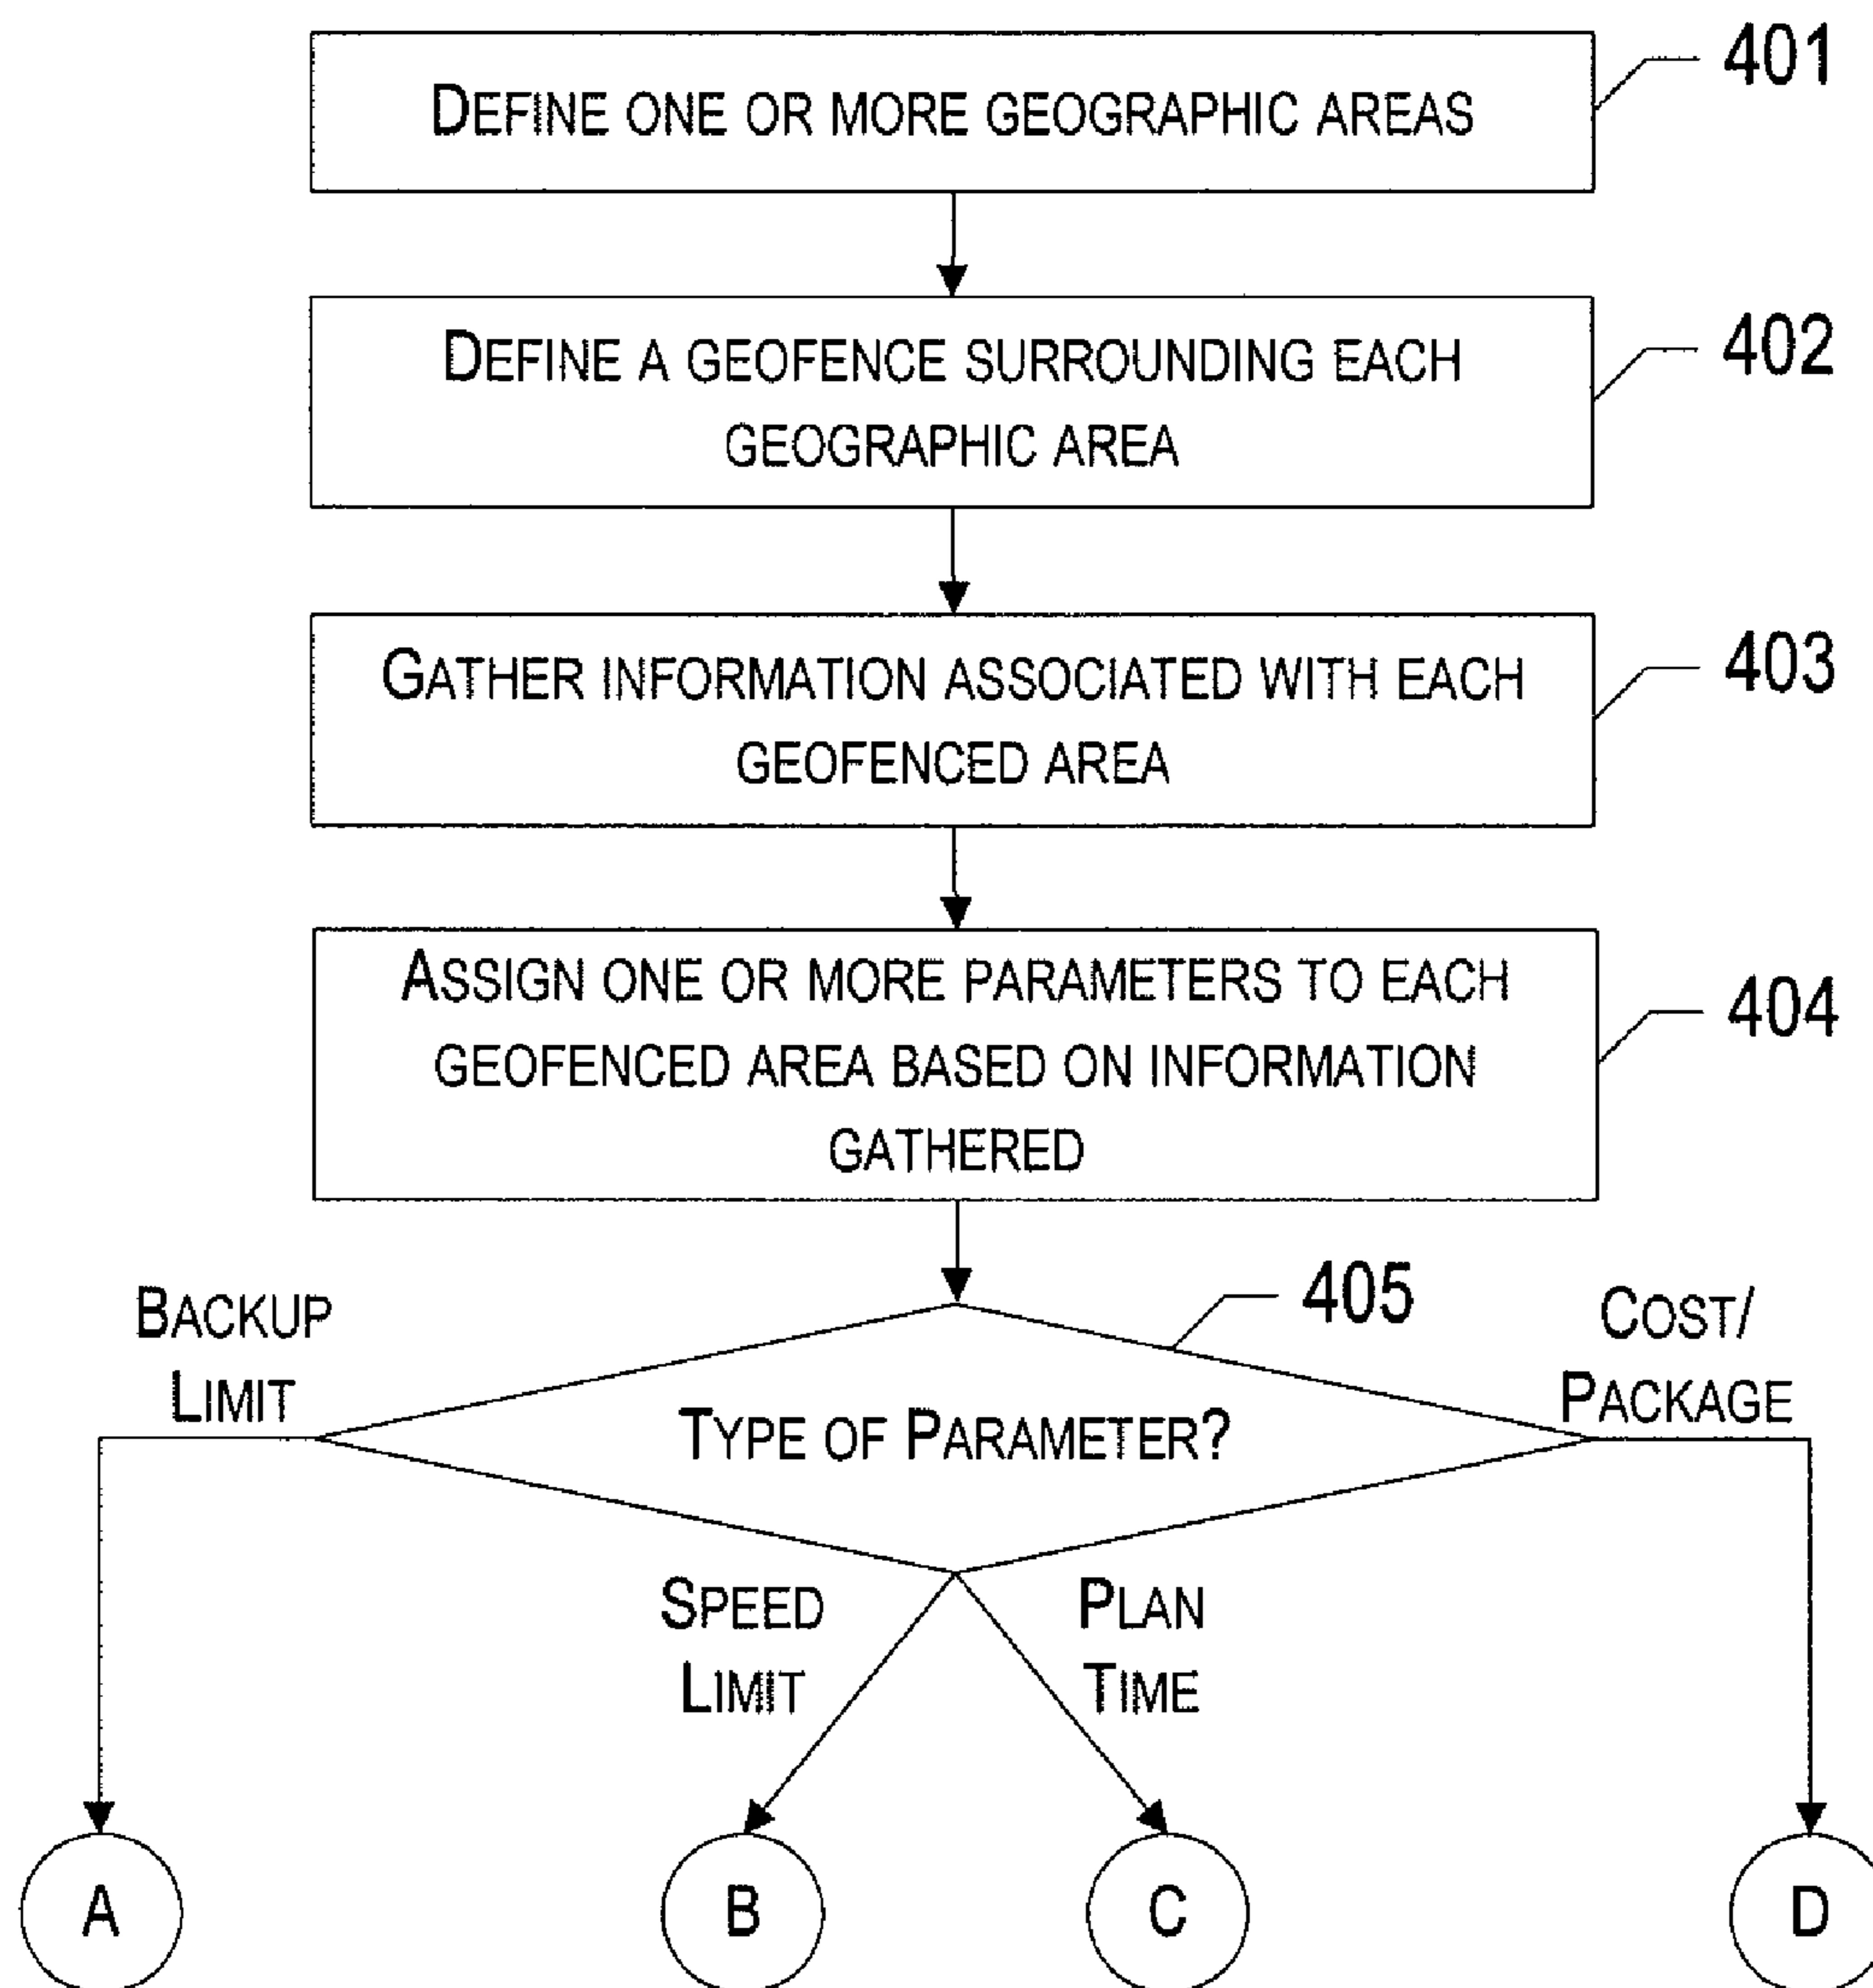 DEFINE ONE OR MORE GEOGRAPHIC AREAS
401
DEFINE A GEOFENCE SURROUNDING EACH
GEOGRAPHIC AREA
402
GATHER INFORMATION ASSOCIATED WITH EACH
GEOFENCED AREA
403
ASSIGN ONE OR MORE PARAMETERS TO EACH
GEOFENCED AREA BASED ON INFORMATION
GATHERED
404
405
BACKUP
LIMIT
COST/
PACKAGE
TYPE OF PARAMETER?
SPEED
LIMIT
PLAN
TIME
A
B
C
D